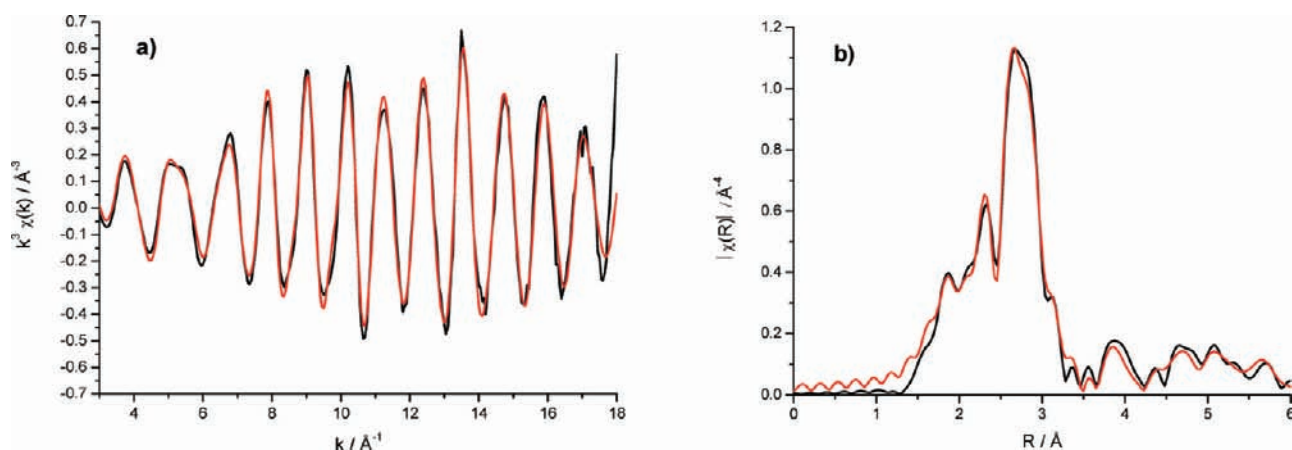 a)
k³ χ(k) / Å⁻³
0.7
0.6
0.5
0.4
0.3
0.2
0.1
0.0
-0.1
-0.2
-0.3
-0.4
-0.5
-0.6
-0.7
4 6 8 10 12 14 16 18
k / Å⁻¹
b)
| χ(R)| / Å⁻⁴
1.2
1.0
0.8
0.6
0.4
0.2
0.0
0 1 2 3 4 5 6
R / Å